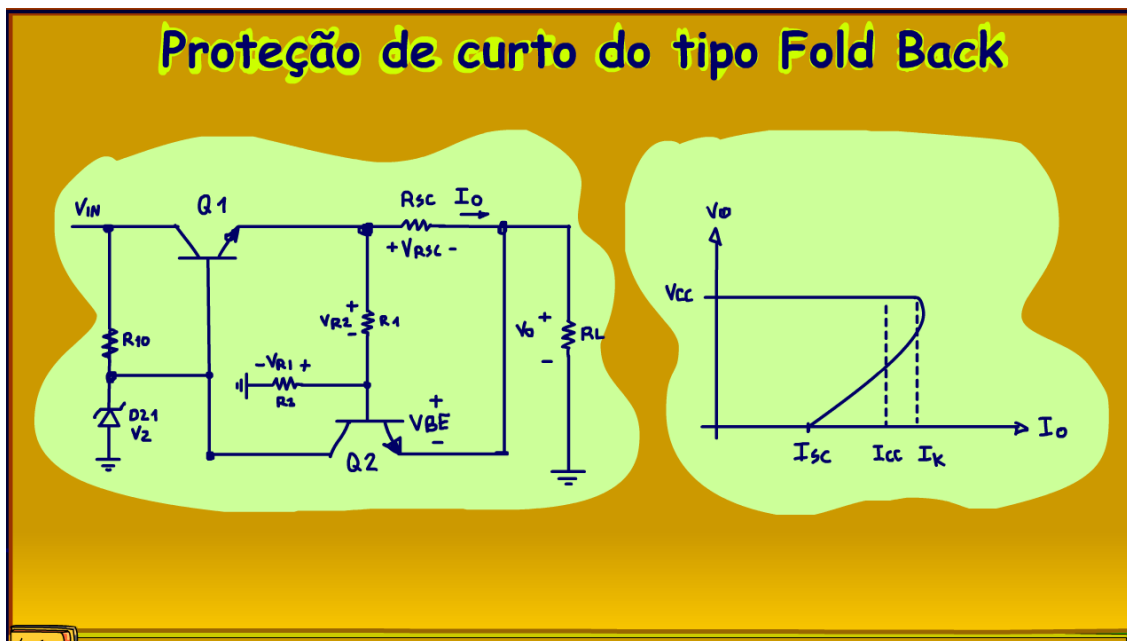 Proteção de curto do tipo Fold Back
VIN
Q1
RSC
IO
+ VRSC -
R10
DZ1
VZ
+
VR2
-
R1
- VR1 +
R2
+
VBE
-
Q2
+
Vo
-
RL
Vo
VCC
ISC
ICC
IK
IO